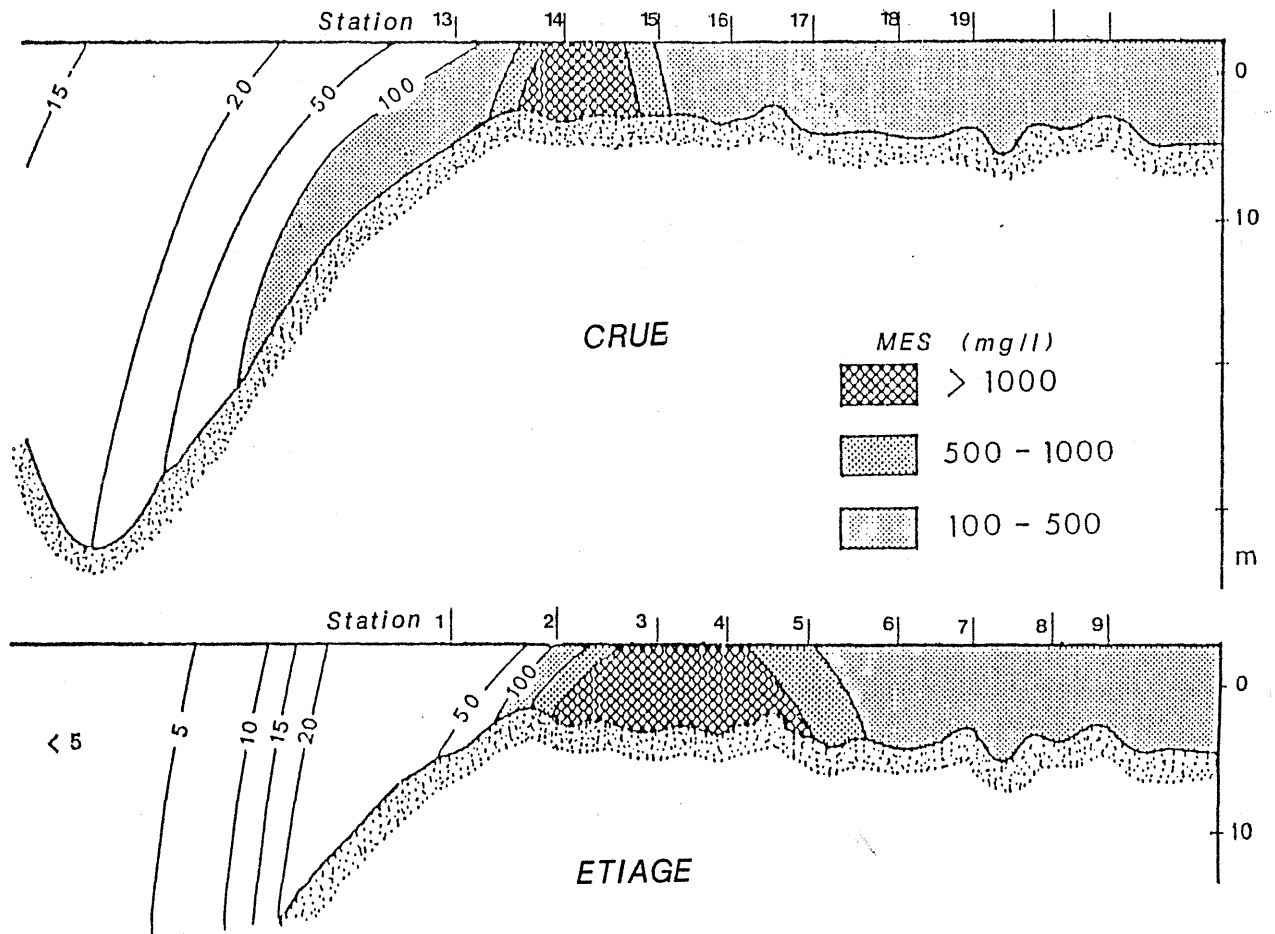 Station 13 14 15 16 17 18 19
15 20 50 100
0
10
m
CRUE
MES (mg/l)
> 1000
500 - 1000
100 - 500
Station 1 2 3 4 5 6 7 8 9
< 5 5 10 15 20 50 100
0
10
ETIAGE